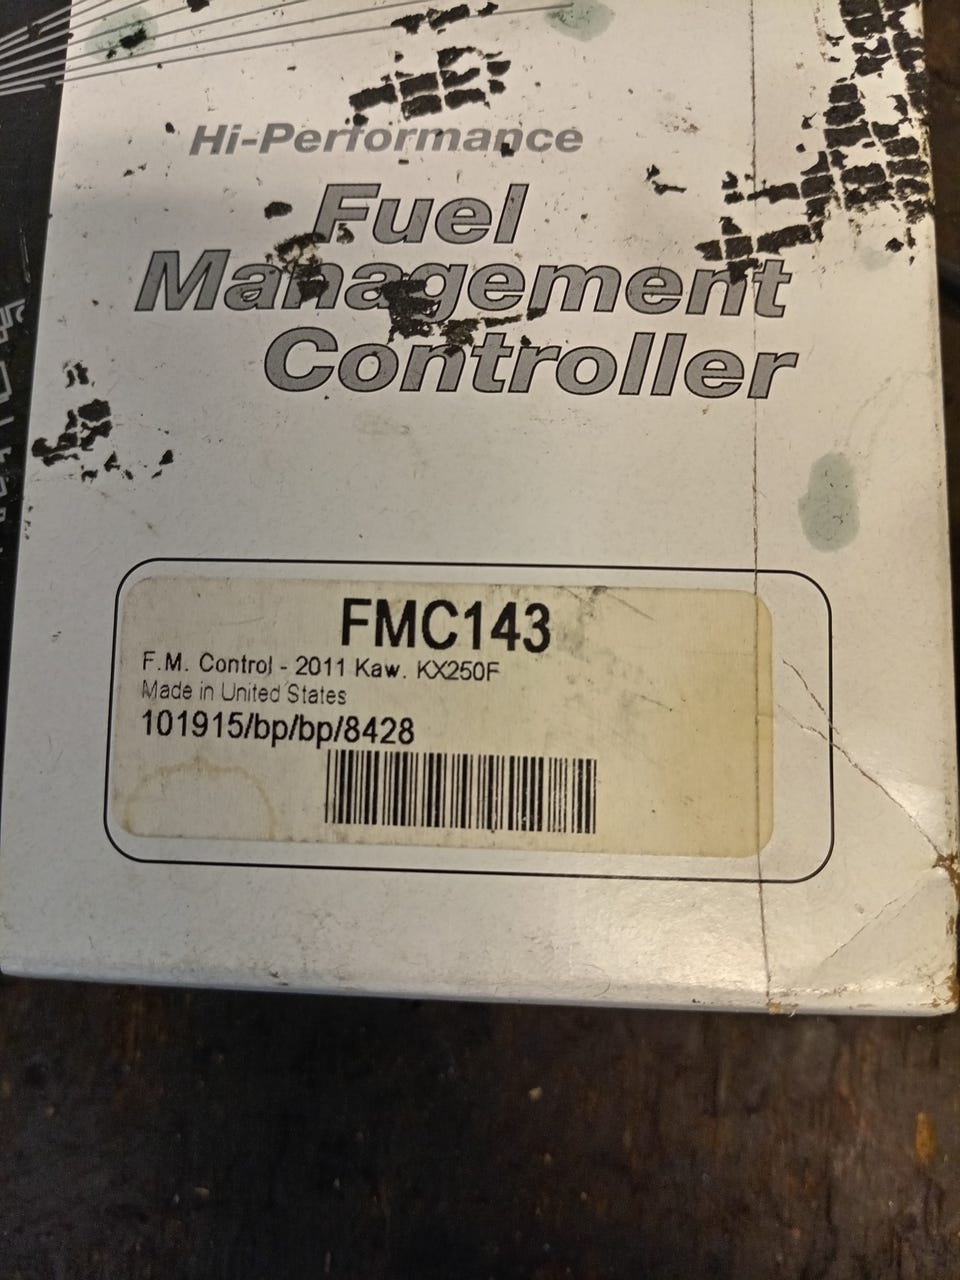 Hi-Performance
Fuel
Management
Controller
FMC143
F.M. Control - 2011 Kaw. KX250F
Made in United States
101915/bp/bp/8428